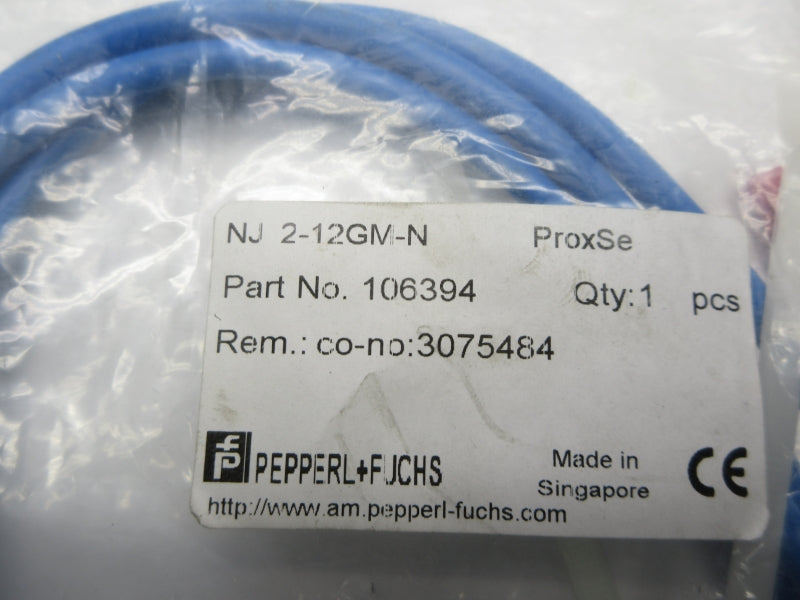 NJ 2-12GM-N ProxSe
Part No. 106394 Qty:1 pcs
Rem.: co-no:3075484
PEPPERL+FUCHS
Made in
Singapore
CE
http://www.am.pepperl-fuchs.com